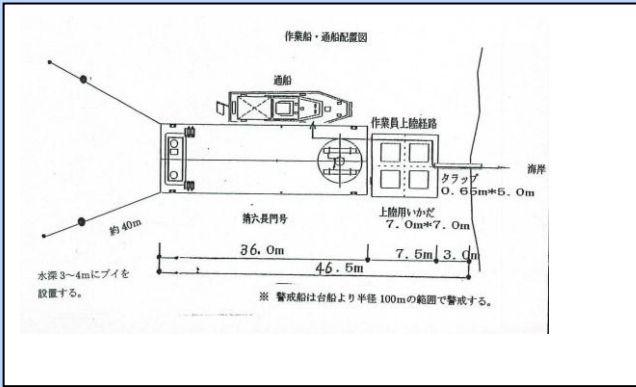 作業船・通船配置図
通船
作業員上陸経路
海岸
タラップ
0.65m*5.0m
第六長門号
上陸用いかだ
7.0m*7.0m
約40m
36.0m
7.5m
3.0m
46.5m
水深3～4mにブイを
設置する。
※ 警戒船は台船より半径100mの範囲で警戒する。